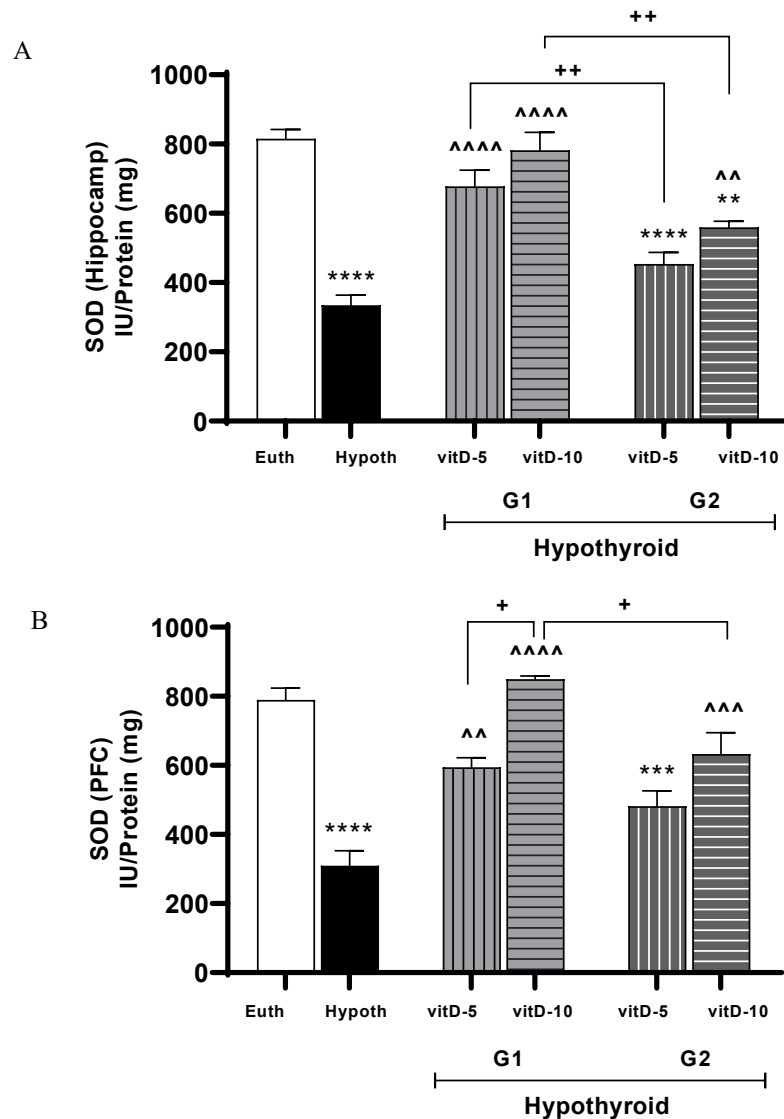 A
SOD (Hippocamp)
IU/Protein (mg)
1000
800
600
400
200
0
****
^^^^
^^^^
****
^^
**
++
++
Euth
Hypoth
vitD-5
vitD-10
vitD-5
vitD-10
G1
G2
Hypothyroid
B
SOD (PFC)
IU/Protein (mg)
1000
800
600
400
200
0
****
^^
^^^^
***
^^^
+
+
Euth
Hypoth
vitD-5
vitD-10
vitD-5
vitD-10
G1
G2
Hypothyroid